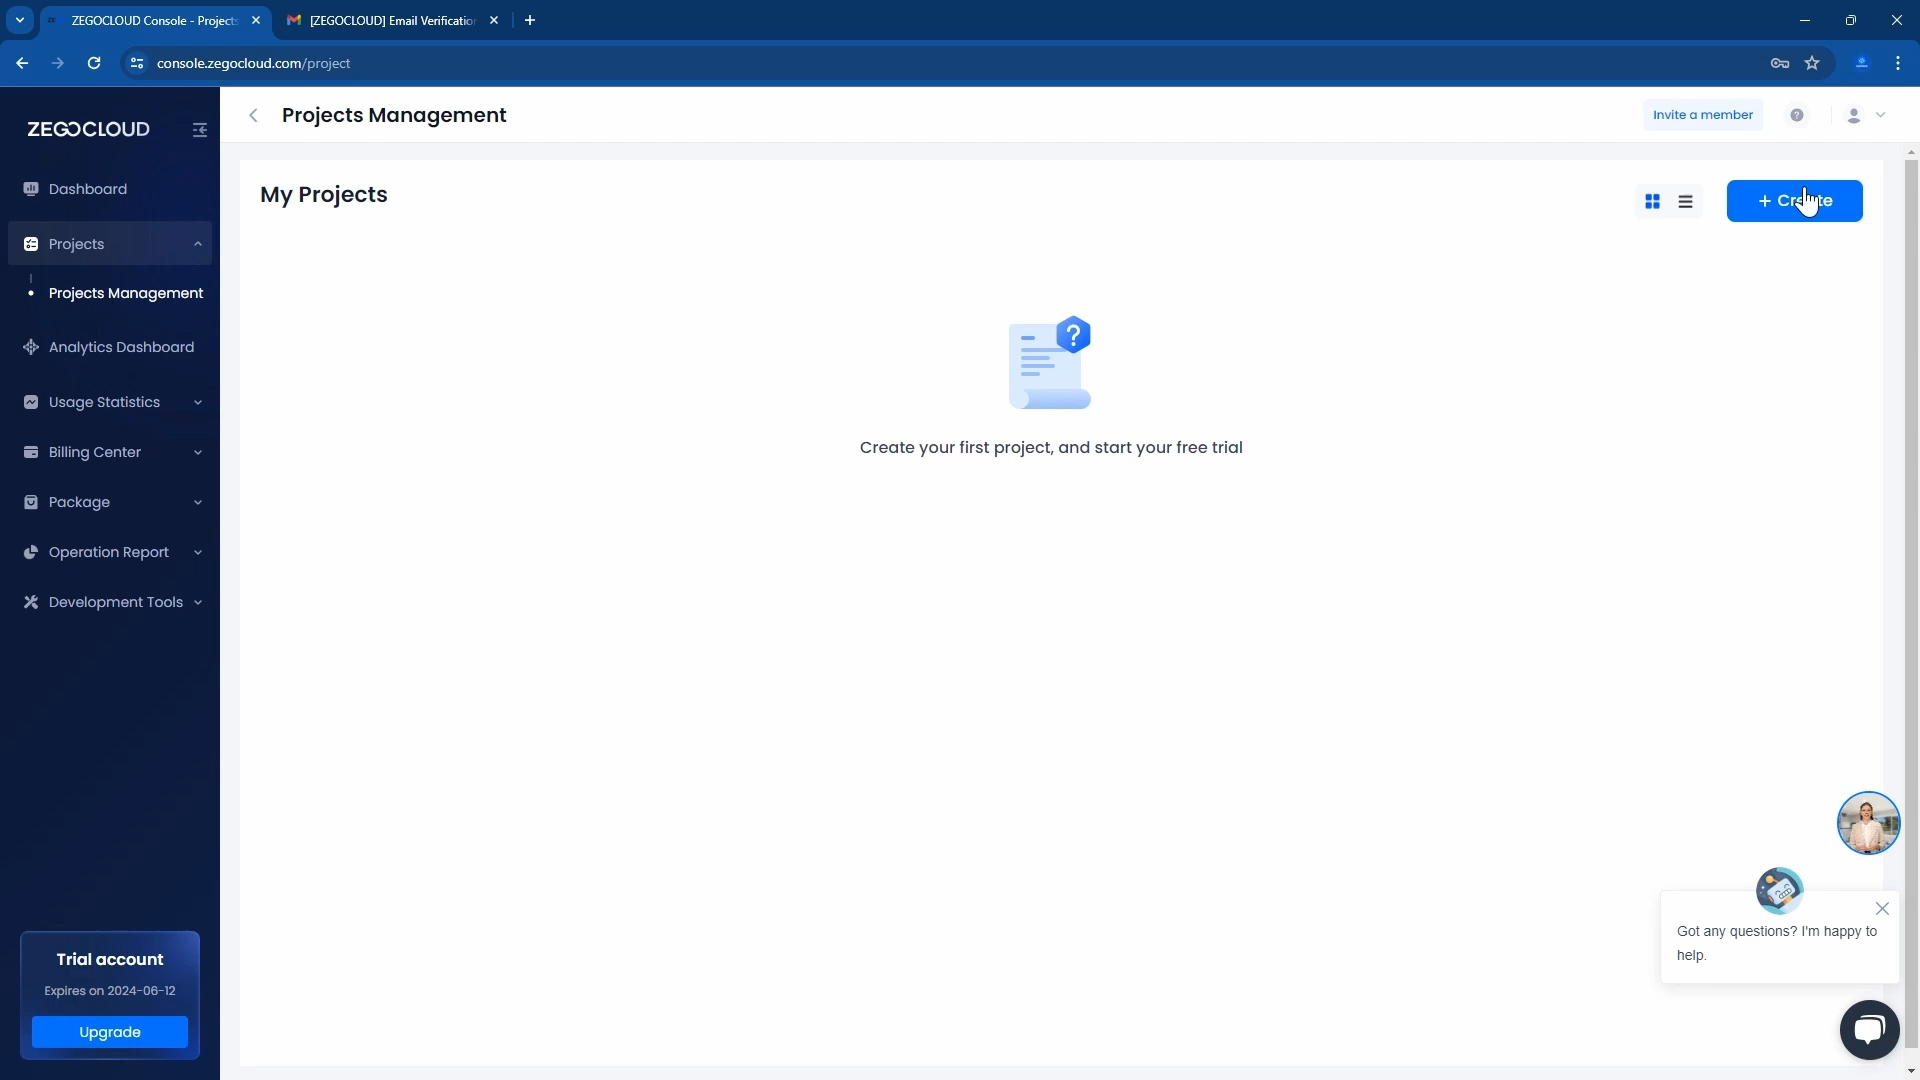 ZEGOCLOUD Console - Projects
[ZEGOCLOUD] Email Verification
console.zegocloud.com/project
ZEGOCLOUD
Projects Management
Invite a member
Dashboard
My Projects
+ Create
Projects
Projects Management
Analytics Dashboard
Usage Statistics
Billing Center
Create your first project, and start your free trial
Package
Operation Report
Development Tools
Got any questions? I'm happy to
help.
Trial account
Expires on 2024-06-12
Upgrade